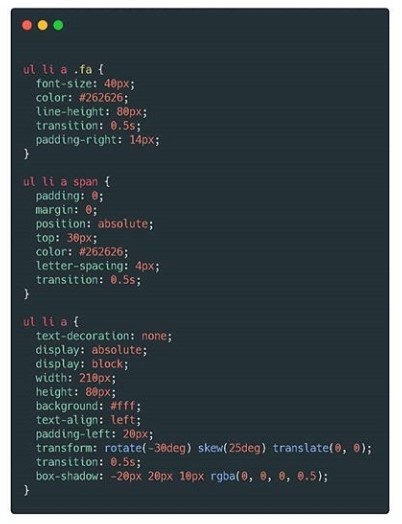 ul li a .fa {
  font-size: 40px;
  color: #262626;
  line-height: 80px;
  transition: 0.5s;
  padding-right: 14px;
}

ul li a span {
  padding: 0;
  margin: 0;
  position: absolute;
  top: 30px;
  color: #262626;
  letter-spacing: 4px;
  transition: 0.5s;
}

ul li a {
  text-decoration: none;
  display: absolute;
  display: block;
  width: 210px;
  height: 80px;
  background: #fff;
  text-align: left;
  padding-left: 20px;
  transform: rotate(-30deg) skew(25deg) translate(0, 0);
  transition: 0.5s;
  box-shadow: -20px 20px 10px rgba(0, 0, 0, 0.5);
}